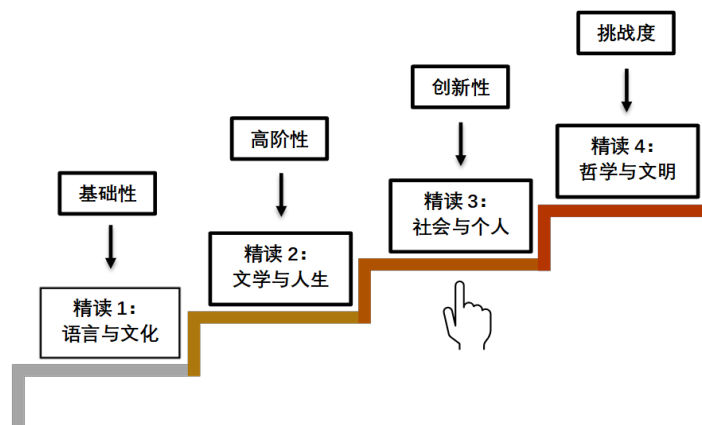 挑战度
创新性
高阶性
基础性
精读 4：
哲学与文明
精读 3：
社会与个人
精读 2：
文学与人生
精读 1：
语言与文化